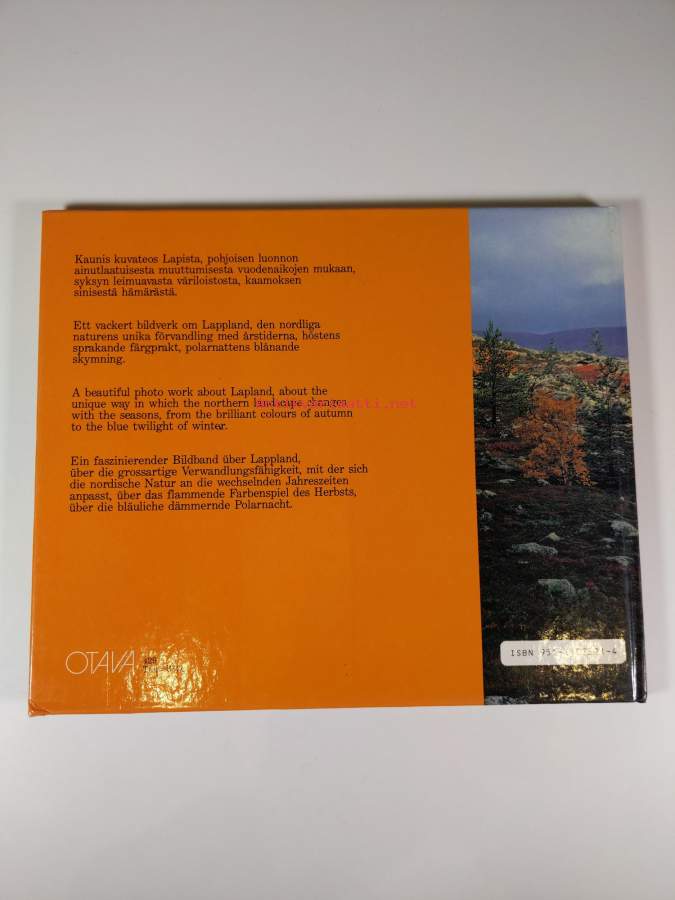 Kaunis kuvateos Lapista, pohjoisen luonnon
ainutlaatuisesta muuttumisesta vuodenaikojen mukaan,
syksyn leimuavasta väriloistosta, kaamoksen
sinisestä hämärästä.
Ett vackert bildverk om Lappland, den nordliga
naturens unika förvandling med årstiderna, höstens
sprakande färgprakt, polarnattens blånande
skymning.
A beautiful photo work about Lapland, about the
unique way in which the northern landscape changes
with the seasons, from the brilliant colours of autumn
to the blue twilight of winter.
Ein faszinierender Bildband über Lappland,
über die grossartige Verwandlungsfähigkeit, mit der sich
die nordische Natur an die wechselnden Jahreszeiten
anpasst, über das flammende Farbenspiel des Herbsts,
über die bläuliche dämmernde Polarnacht.
OTAVA
ISBN